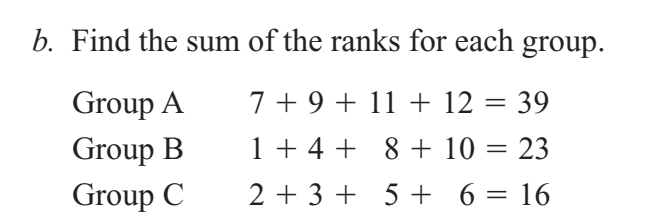 b. Find the sum of the ranks for each group.
Group A 7 + 9 + 11 + 12 = 39
Group B 1 + 4 + 8 + 10 = 23
Group C 2 + 3 + 5 + 6 = 16